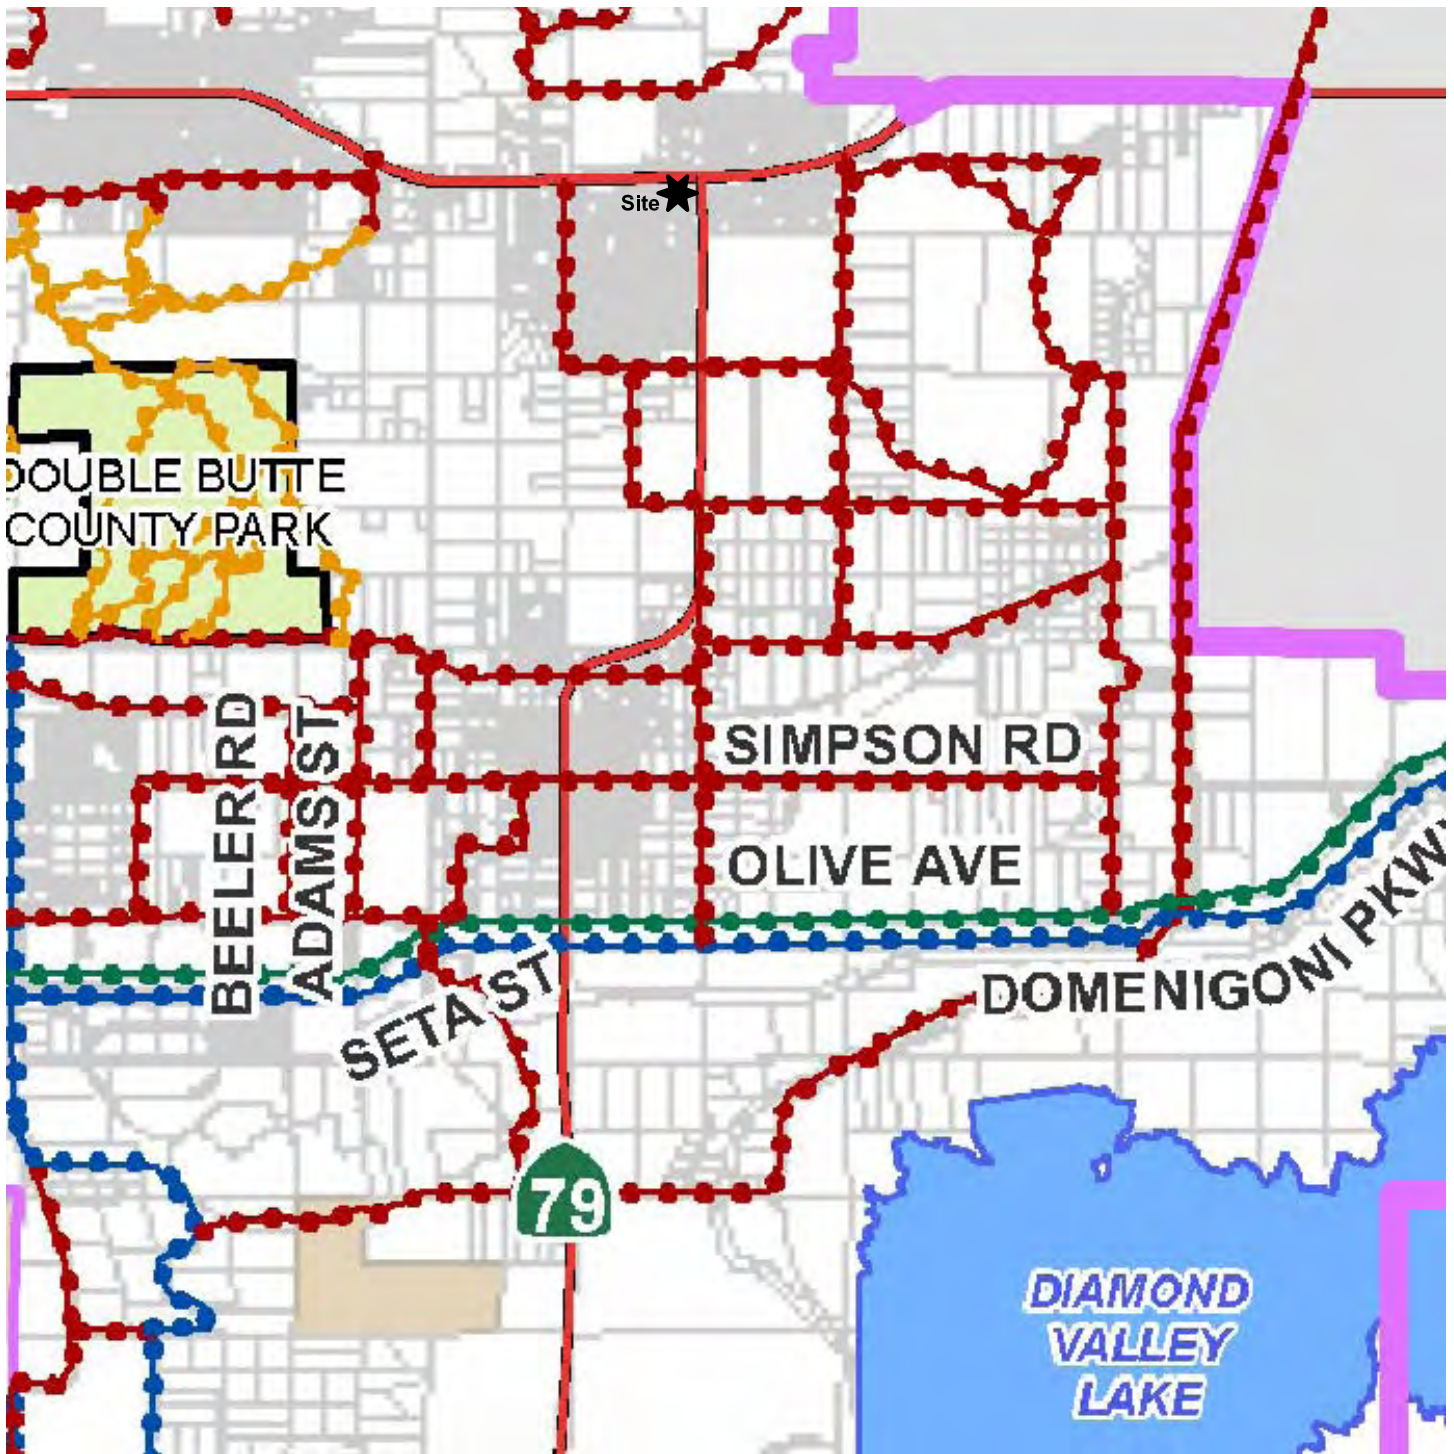 Site
DOUBLE BUTTE
COUNTY PARK
BEELER RD
ADAMS ST
SIMPSON RD
OLIVE AVE
SETA ST
DOMENIGONI PKWY
79
DIAMOND
VALLEY
LAKE